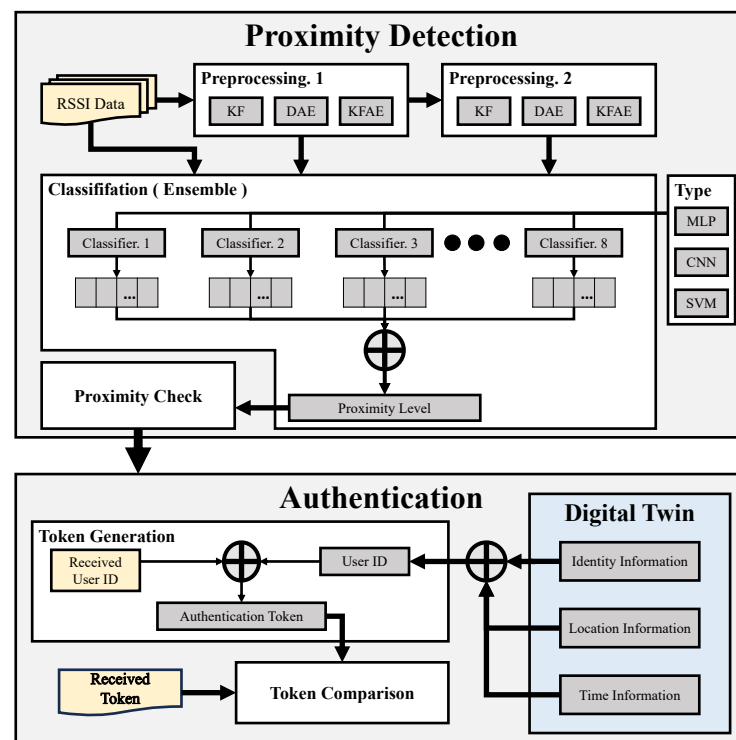 Proximity Detection
RSSI Data
Preprocessing. 1
KF
DAE
KFAE
Preprocessing. 2
KF
DAE
KFAE
Classififation ( Ensemble )
Type
MLP
CNN
SVM
Classifier. 1
Classifier. 2
Classifier. 3
Classifier. 8
...
...
...
...
Proximity Level
Proximity Check
Authentication
Digital Twin
Token Generation
Received
User ID
User ID
Identity Information
Authentication Token
Location Information
Received
Token
Token Comparison
Time Information